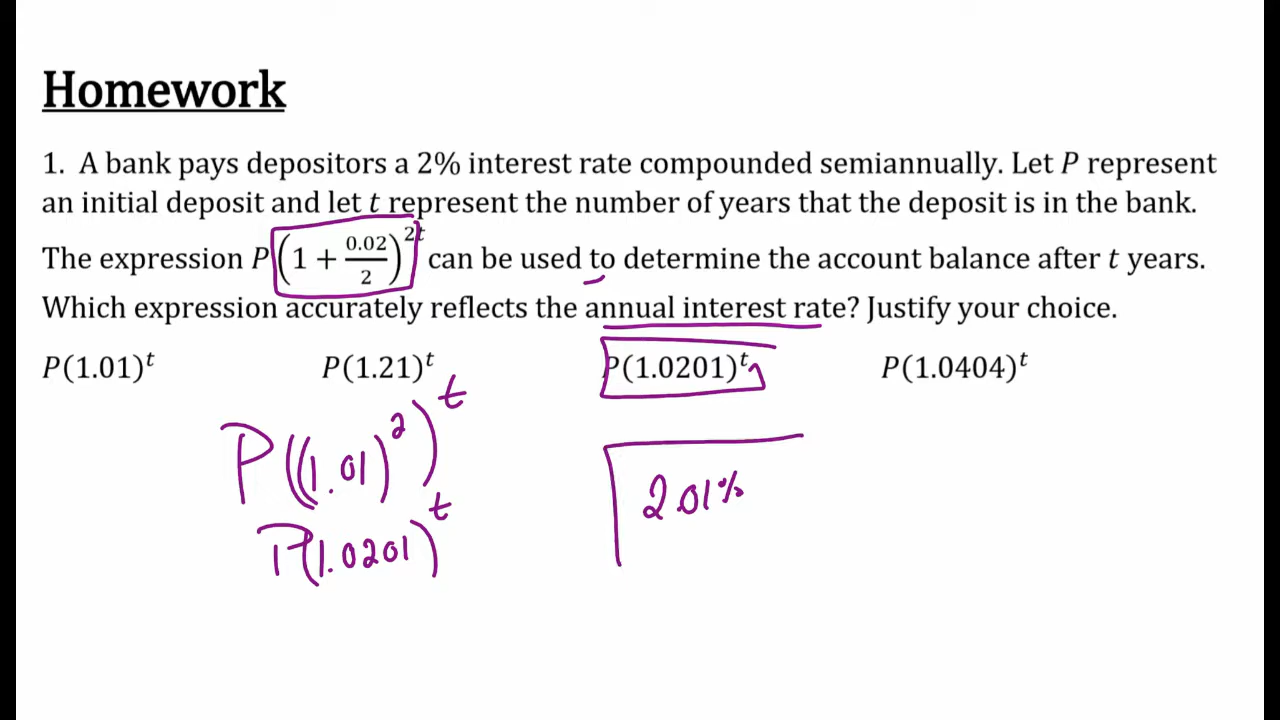 Homework
1. A bank pays depositors a 2% interest rate compounded semiannually. Let P represent
an initial deposit and let t represent the number of years that the deposit is in the bank.
The expression P(1 + 0.02/2)^2t can be used to determine the account balance after t years.
Which expression accurately reflects the annual interest rate? Justify your choice.
P(1.01)^t P(1.21)^t P(1.0201)^t P(1.0404)^t
P((1.01)^2)^t
2.01%
P(1.0201)^t